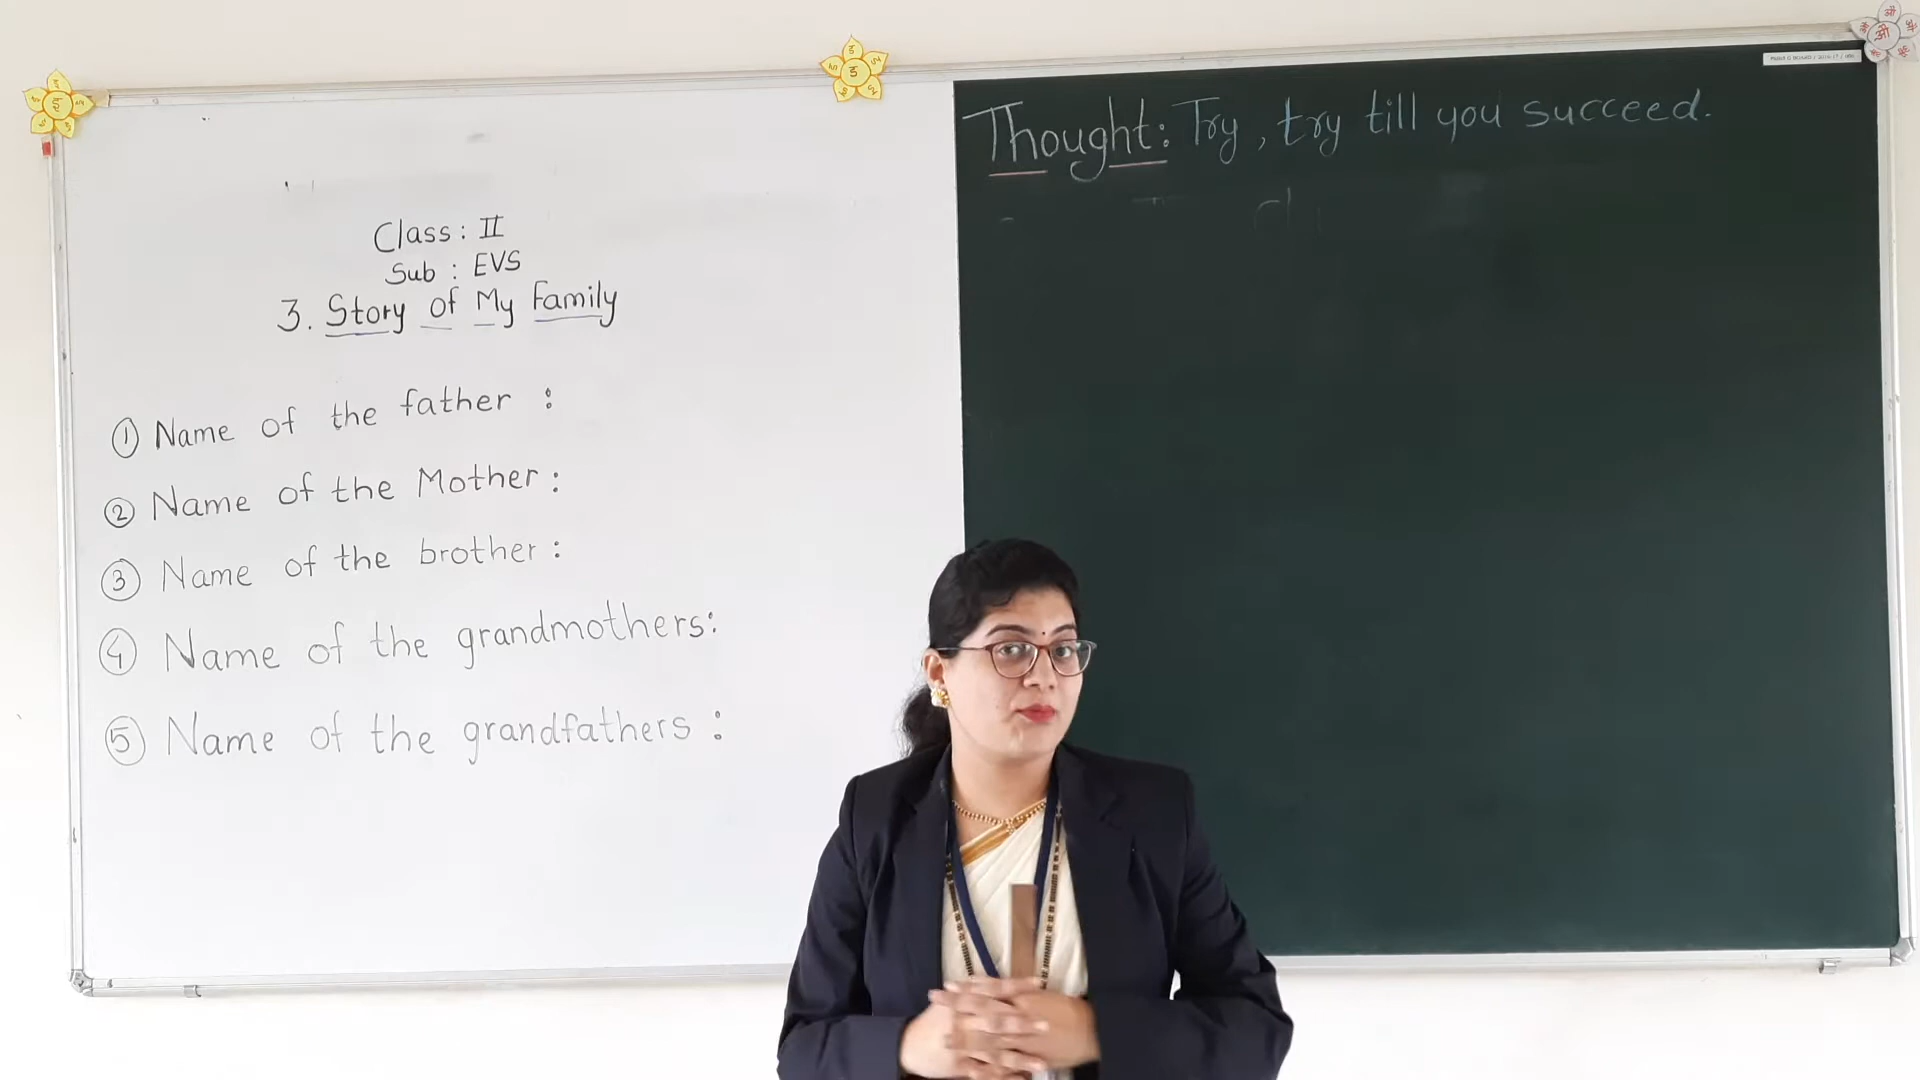 Class : II
Sub : EVS
3. Story of My Family
① Name of the father :
② Name of the Mother :
③ Name of the brother :
④ Name of the grandmothers:
⑤ Name of the grandfathers :
Thought: Try, try till you succeed.
इ
ओ